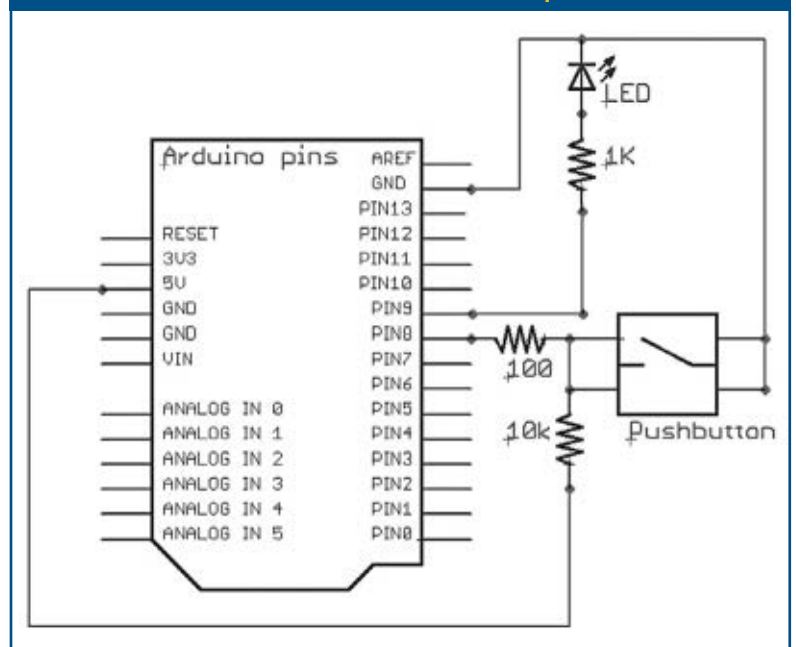 LED
1K
Arduino pins
AREF
GND
PIN13
RESET
PIN12
3V3
PIN11
5V
PIN10
GND
PIN9
GND
PIN8
VIN
PIN7
100
PIN6
ANALOG IN 0
PIN5
ANALOG IN 1
PIN4
10k
Pushbutton
ANALOG IN 2
PIN3
ANALOG IN 3
PIN2
ANALOG IN 4
PIN1
ANALOG IN 5
PIN0